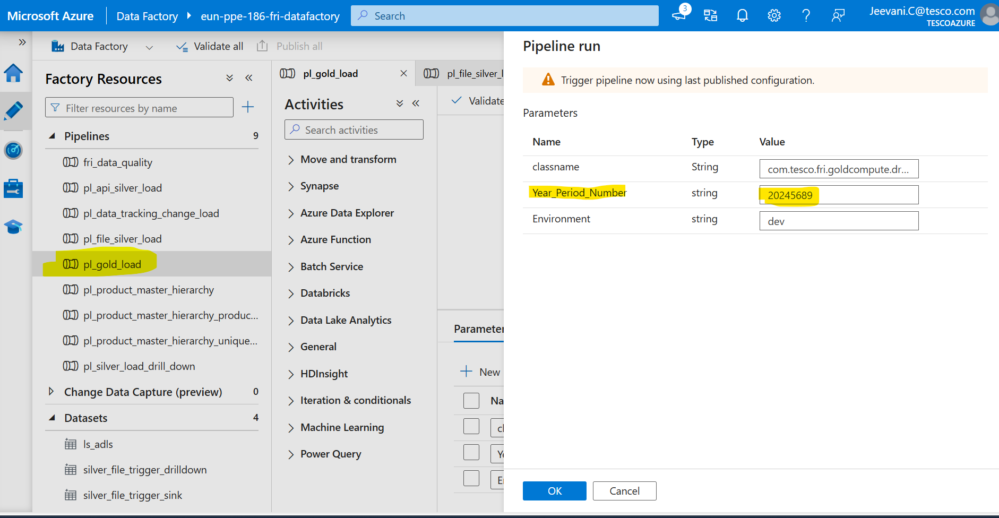 Microsoft Azure
Data Factory
eun-ppe-186-fri-datafactory
Search
3
Jeevani.C@tesco.com
TESCOAZURE
Data Factory
Validate all
Publish all
Factory Resources
Filter resources by name
Pipelines 9
fri_data_quality
pl_api_silver_load
pl_data_tracking_change_load
pl_file_silver_load
pl_gold_load
pl_product_master_hierarchy
pl_product_master_hierarchy_produc...
pl_product_master_hierarchy_unique...
pl_silver_load_drill_down
Change Data Capture (preview) 0
Datasets 4
ls_adls
silver_file_trigger_drilldown
silver_file_trigger_sink
pl_gold_load
pl_file_silver_l
Activities
Search activities
Move and transform
Synapse
Azure Data Explorer
Azure Function
Batch Service
Databricks
Data Lake Analytics
General
HDInsight
Iteration & conditionals
Machine Learning
Power Query
Validate
Parameter
New
Na
cl
Ye
En
Pipeline run
Trigger pipeline now using last published configuration.
Parameters
Name Type Value
classname String com.tesco.fri.goldcompute.dr...
Year_Period_Number string 20245689
Environment string dev
OK Cancel